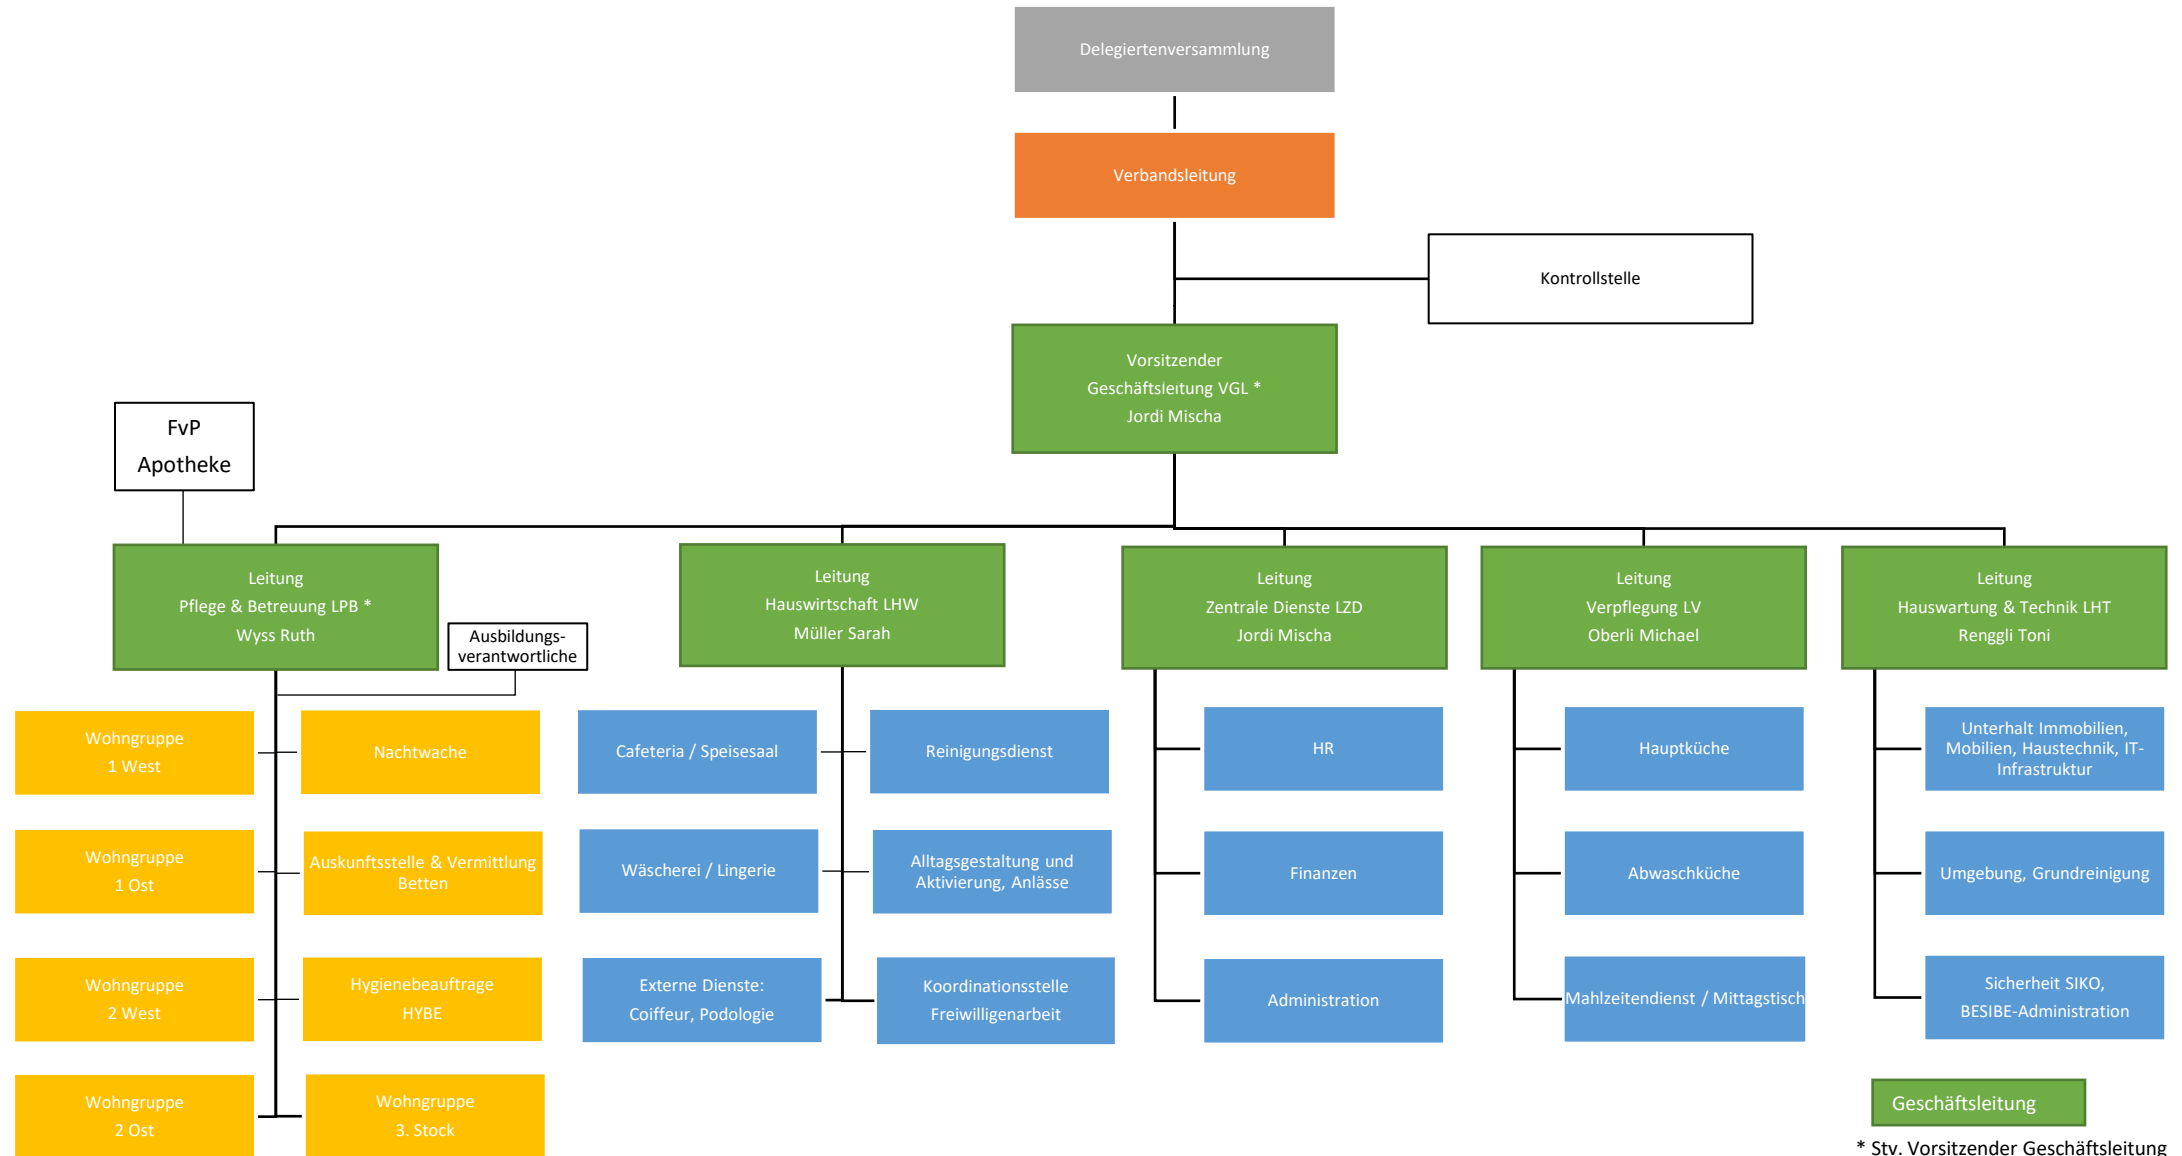 Delegiertenversammlung
Verbandsleitung
Kontrollstelle
Vorsitzender
Geschäftsleitung VGL *
Jordi Mischa
FvP
Apotheke
Leitung
Pflege & Betreuung LPB *
Wyss Ruth
Ausbildungs-
verantwortliche
Leitung
Hauswirtschaft LHW
Müller Sarah
Leitung
Zentrale Dienste LZD
Jordi Mischa
Leitung
Verpflegung LV
Oberli Michael
Leitung
Hauswartung & Technik LHT
Renggli Toni
Wohngruppe
1 West
Nachtwache
Cafeteria / Speisesaal
Reinigungsdienst
HR
Hauptküche
Unterhalt Immobilien,
Mobilien, Haustechnik, IT-
Infrastruktur
Wohngruppe
1 Ost
Auskunftsstelle & Vermittlung
Betten
Wäscherei / Lingerie
Alltagsgestaltung und
Aktivierung, Anlässe
Finanzen
Abwaschküche
Umgebung, Grundreinigung
Wohngruppe
2 West
Hygienebeauftrage
HYBE
Externe Dienste:
Coiffeur, Podologie
Koordinationsstelle
Freiwilligenarbeit
Administration
Mahlzeitendienst / Mittagstisch
Sicherheit SIKO,
BESIBE-Administration
Wohngruppe
2 Ost
Wohngruppe
3. Stock
Geschäftsleitung
* Stv. Vorsitzender Geschäftsleitung